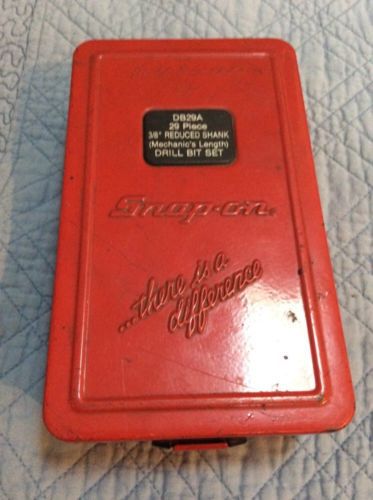 DB29A
29 Piece
3/8" REDUCED SHANK
(Mechanic's Length)
DRILL BIT SET
Snap-on
...there is a
difference